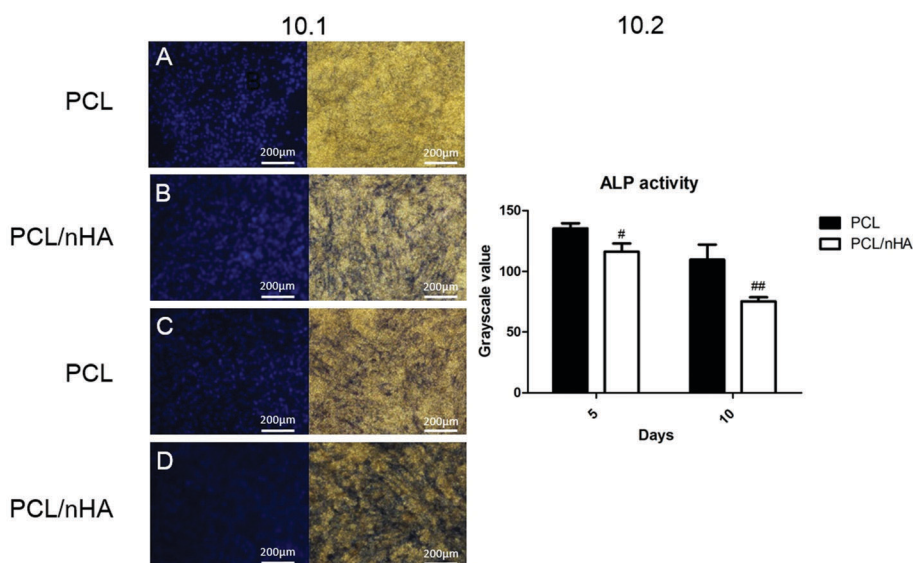 10.1
10.2
A
PCL
200μm
200μm
B
PCL/nHA
200μm
200μm
C
PCL
200μm
200μm
D
PCL/nHA
200μm
200μm
ALP activity
Grayscale value
150
100
50
0
#
##
5
10
Days
PCL
PCL/nHA